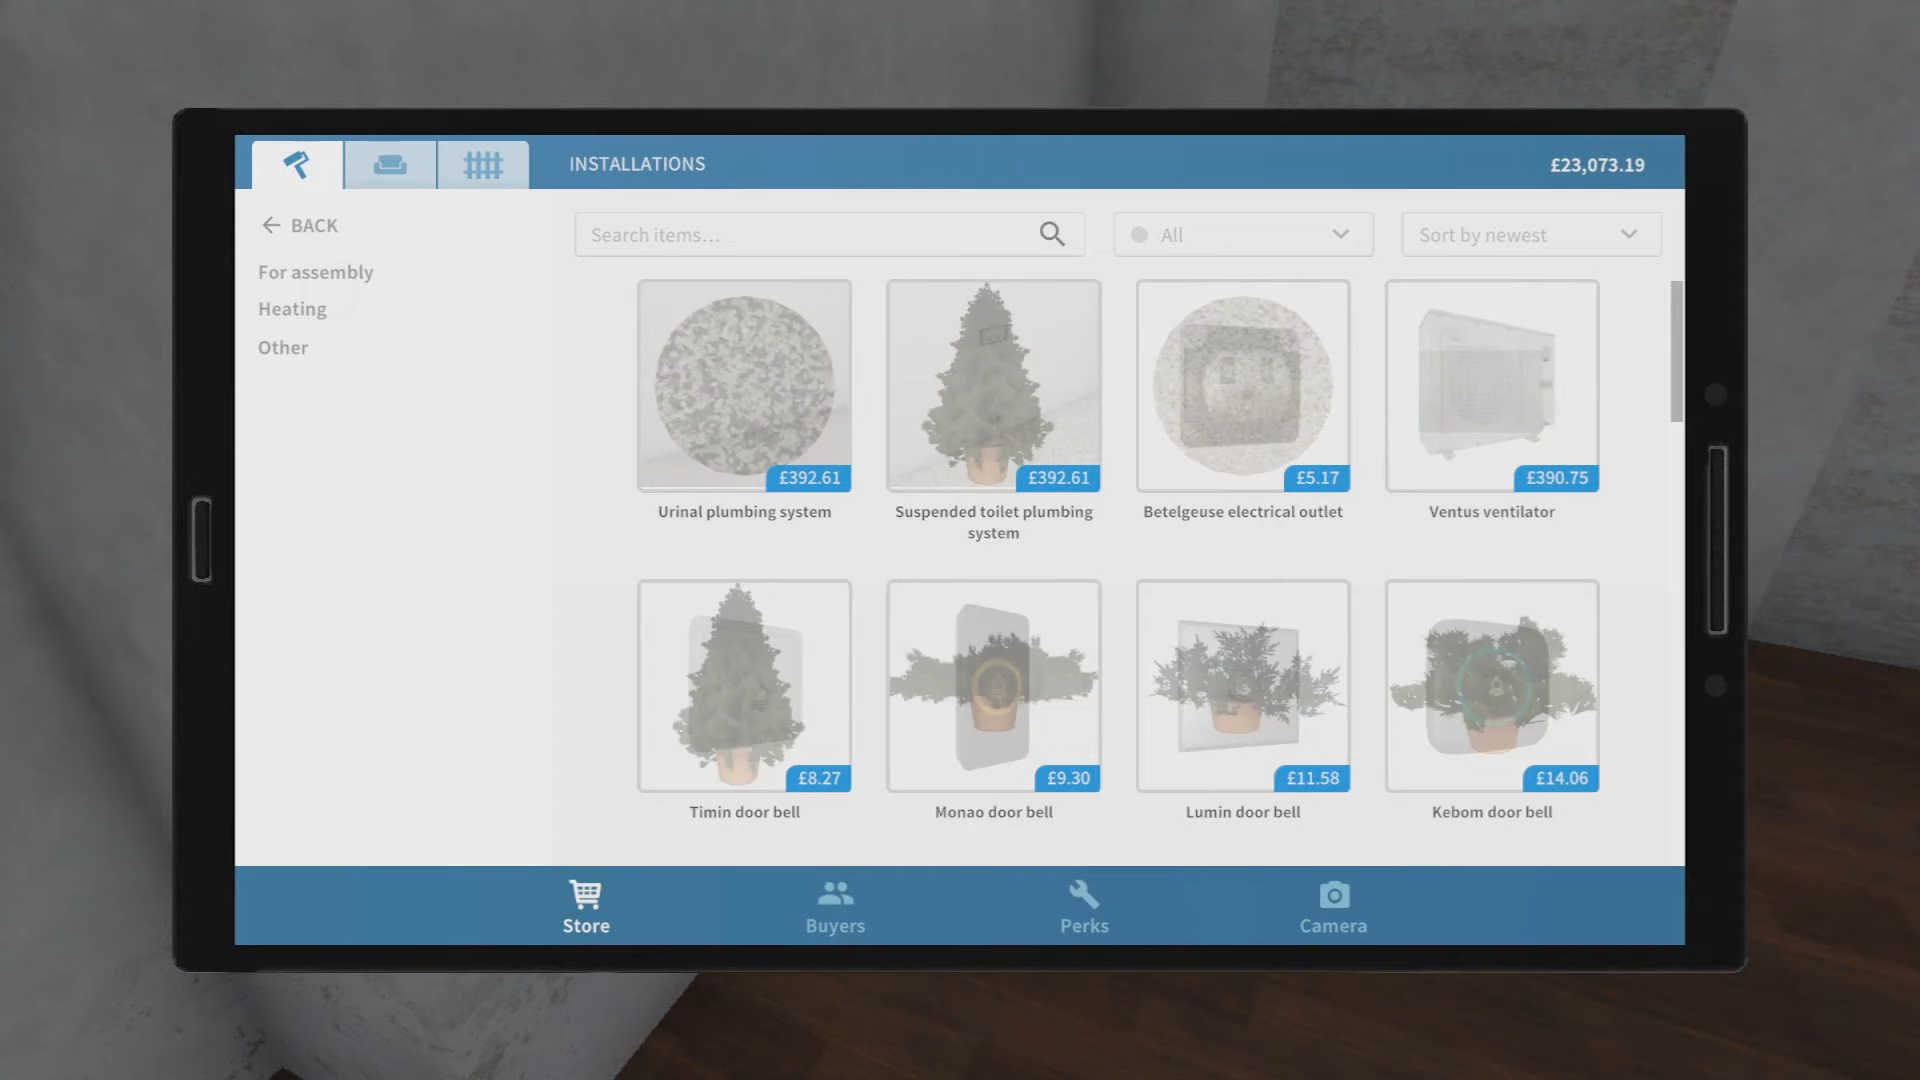 INSTALLATIONS
£23,073.19
BACK
For assembly
Heating
Other
Search items...
All
Sort by newest
£392.61
£392.61
£5.17
£390.75
Urinal plumbing system
Suspended toilet plumbing
system
Betelgeuse electrical outlet
Ventus ventilator
£8.27
£9.30
£11.58
£14.06
Timin door bell
Monao door bell
Lumin door bell
Kebom door bell
Store
Buyers
Perks
Camera